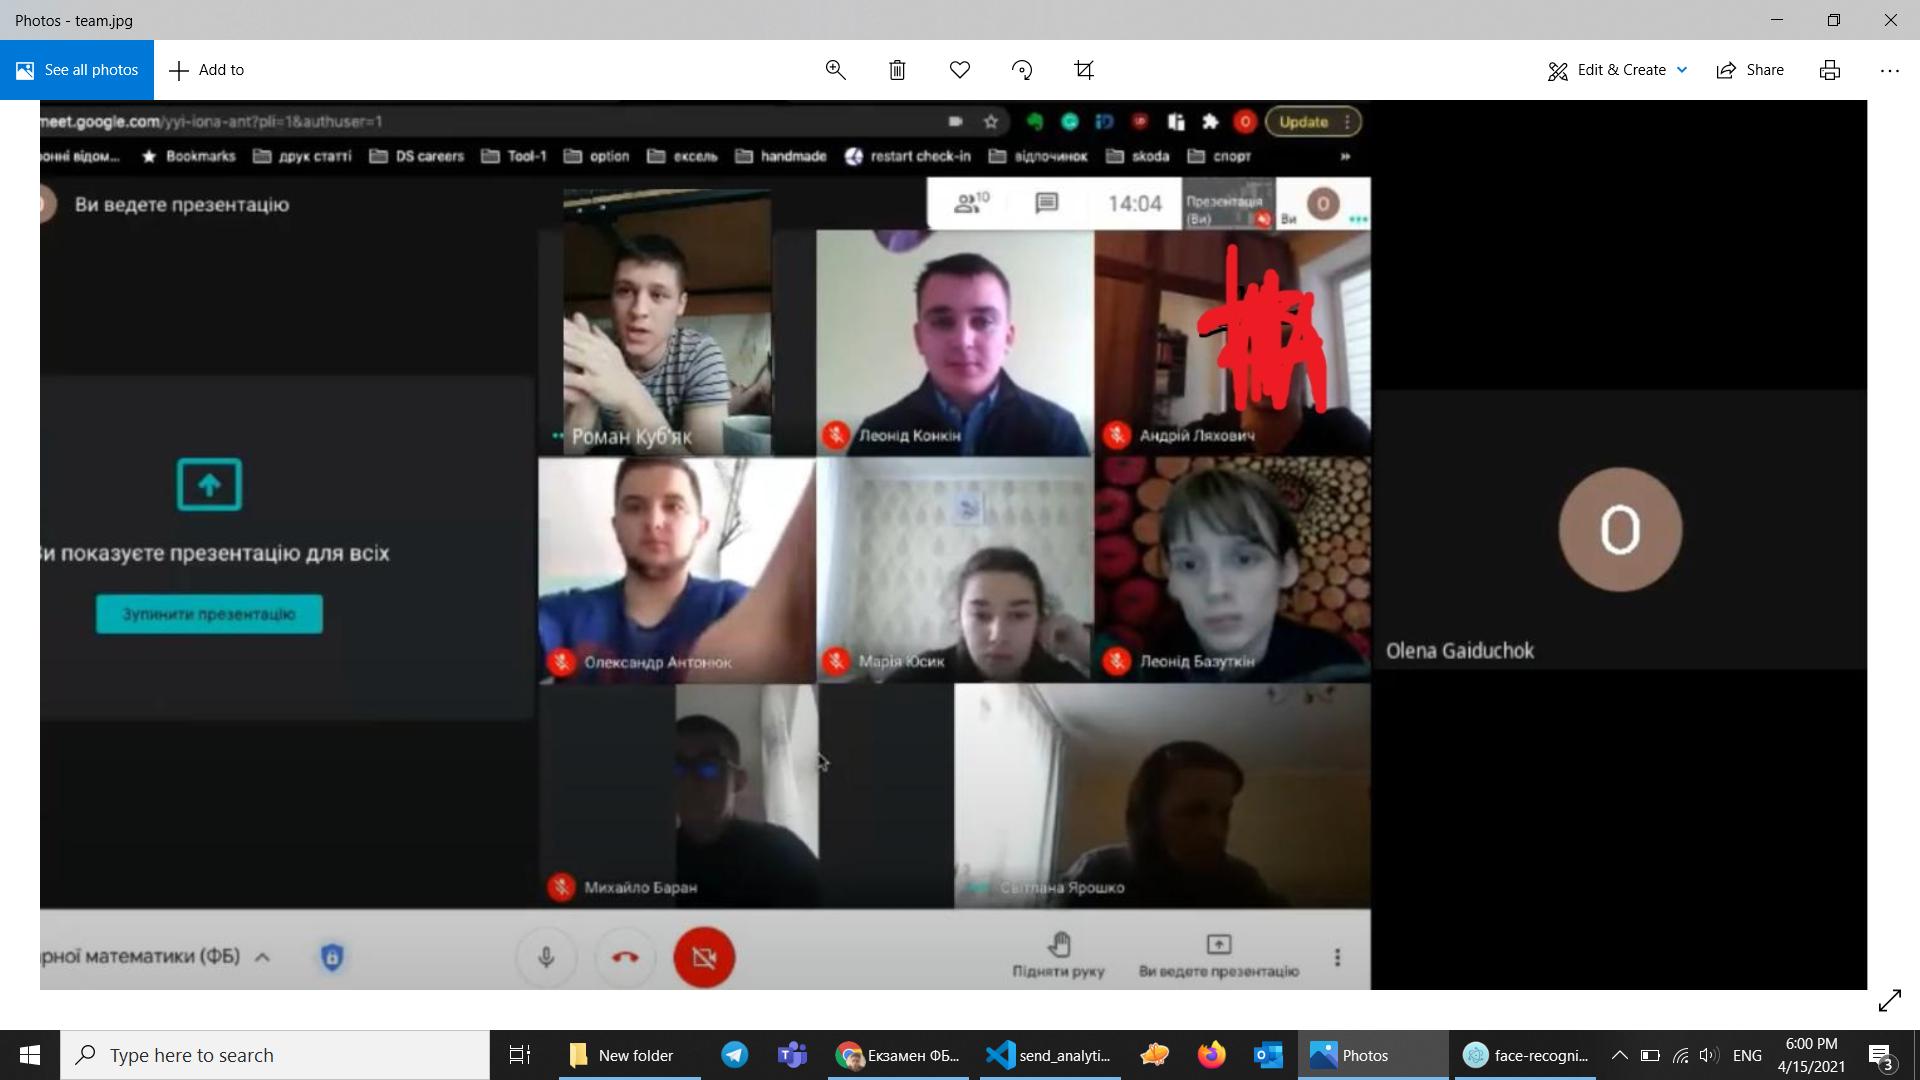 Photos - team.jpg
See all photos
Add to
Edit & Create
Share
meet.google.com/yyi-iona-ant?pli=1&authuser=1
Update
онні відом...
Bookmarks
друк статті
DS careers
Tool-1
option
ексель
handmade
restart check-in
відпочинок
skoda
спорт
»
Ви ведете презентацію
10
14:04
Презентація
(Ви)
Ви
О
Роман Куб'як
Леонід Конкін
Андрій Ляхович
и показуєте презентацію для всіх
Зупинити презентацію
Олександр Антонюк
Марія Юсик
Леонід Базуткін
O
Olena Gaiduchok
Михайло Баран
Світлана Ярошко
рної математики (ФБ)
Підняти руку
Ви ведете презентацію
Type here to search
New folder
Екзамен ФБ...
send_analyti...
Photos
face-recogni...
ENG
6:00 PM
4/15/2021
3